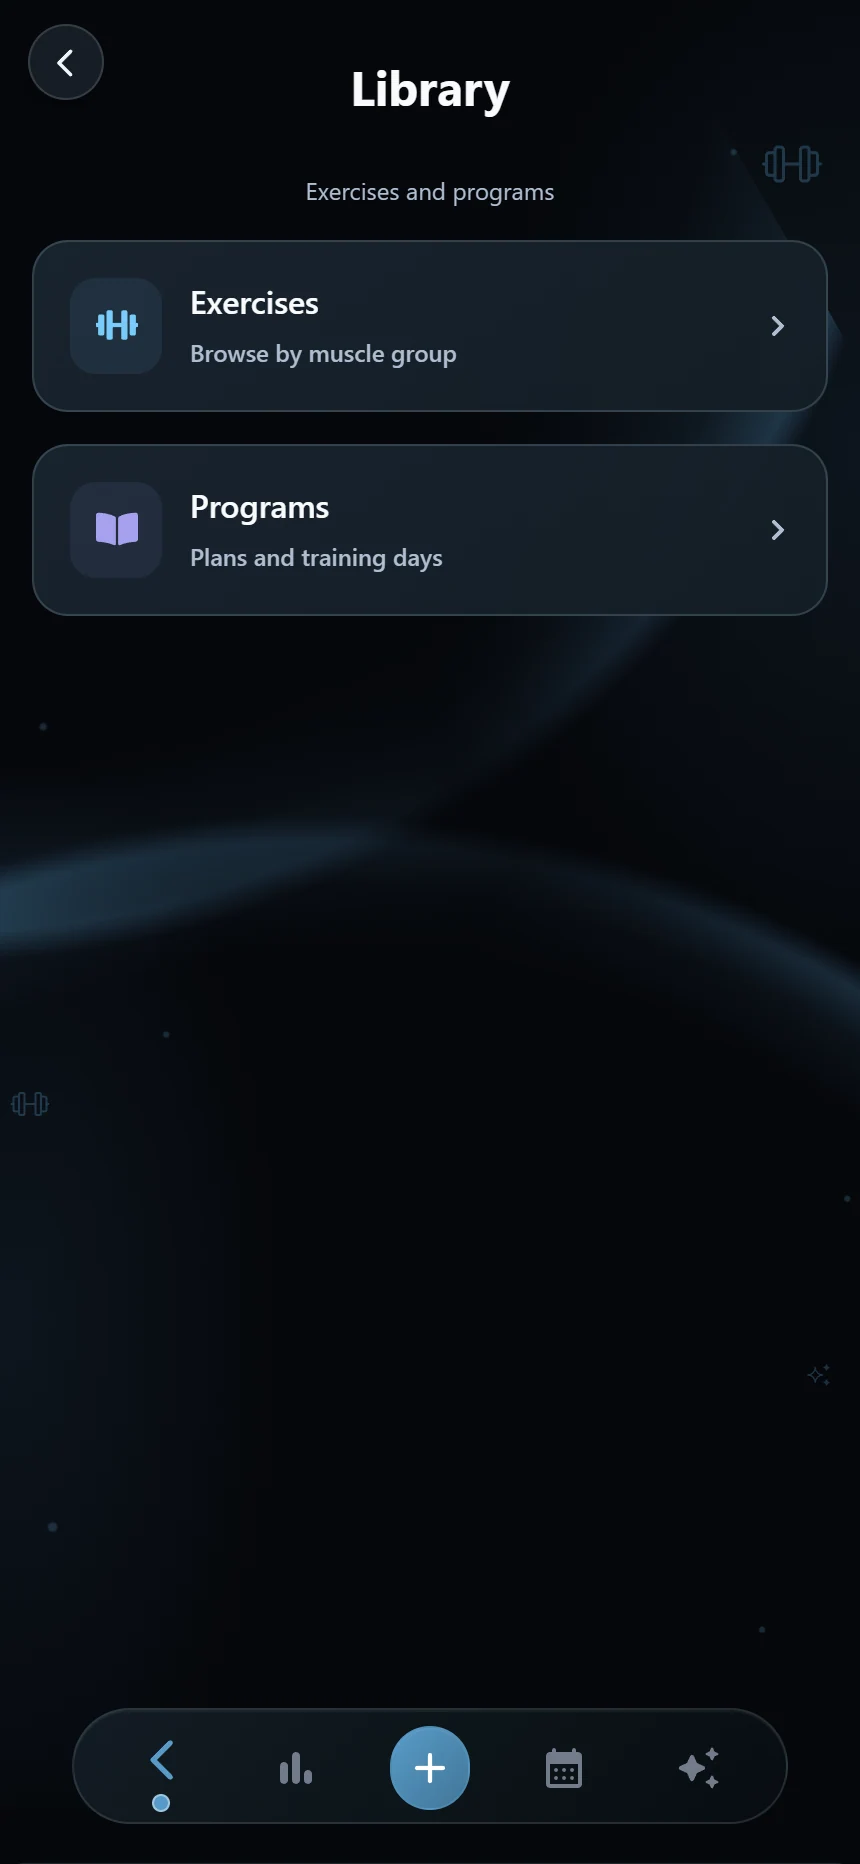 Library
Exercises and programs
Exercises
Browse by muscle group
Programs
Plans and training days